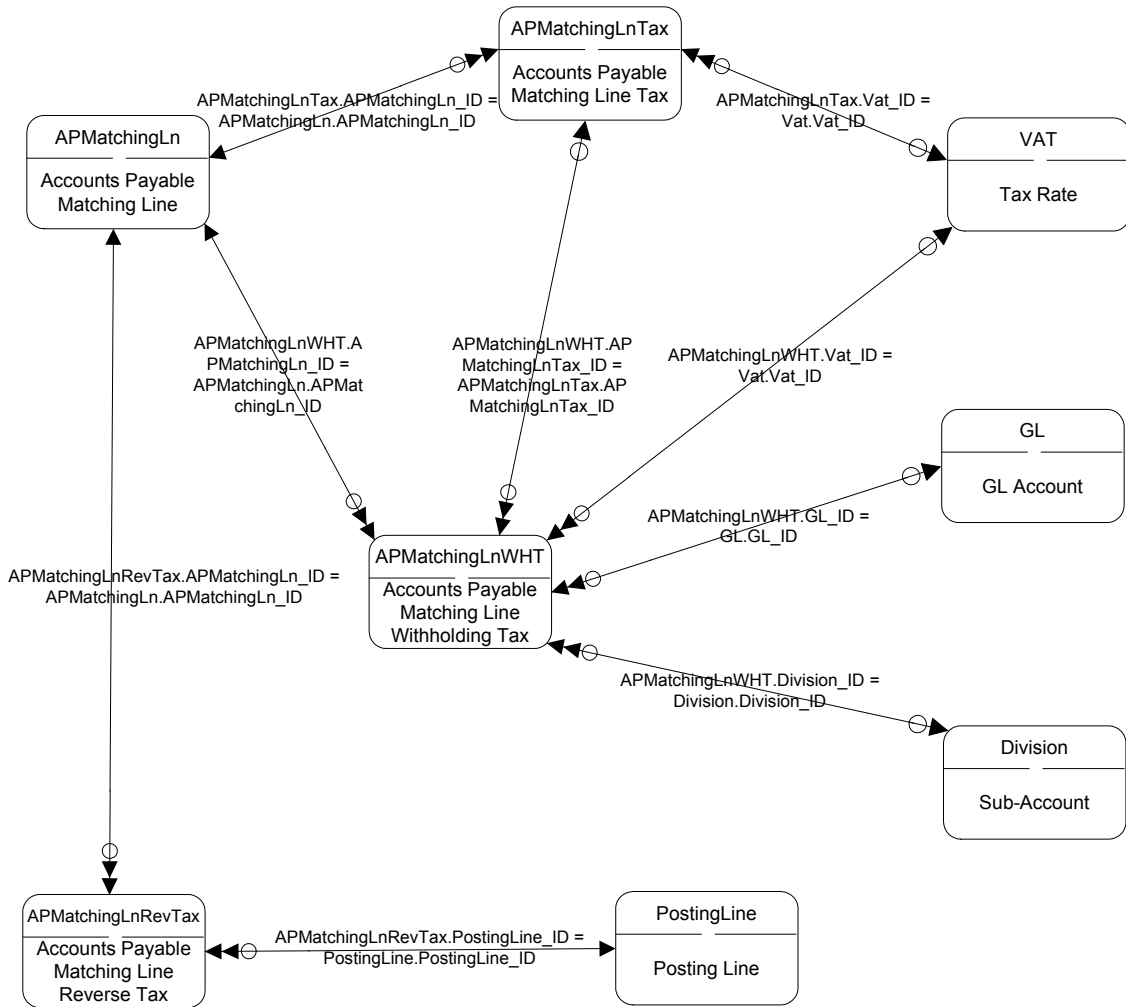 APMatchingLnTax
Accounts Payable
Matching Line Tax
APMatchingLnTax.APMatchingLn_ID =
APMatchingLn.APMatchingLn_ID
APMatchingLnTax.Vat_ID =
Vat.Vat_ID
APMatchingLn
Accounts Payable
Matching Line
VAT
Tax Rate
APMatchingLnWHT.A
PMatchingLn_ID =
APMatchingLn.APMat
chingLn_ID
APMatchingLnWHT.AP
MatchingLnTax_ID =
APMatchingLnTax.AP
MatchingLnTax_ID
APMatchingLnWHT.Vat_ID =
Vat.Vat_ID
GL
GL Account
APMatchingLnWHT.GL_ID =
GL.GL_ID
APMatchingLnWHT
Accounts Payable
Matching Line
Withholding Tax
APMatchingLnRevTax.APMatchingLn_ID =
APMatchingLn.APMatchingLn_ID
APMatchingLnWHT.Division_ID =
Division.Division_ID
Division
Sub-Account
APMatchingLnRevTax
Accounts Payable
Matching Line
Reverse Tax
APMatchingLnRevTax.PostingLine_ID =
PostingLine.PostingLine_ID
PostingLine
Posting Line